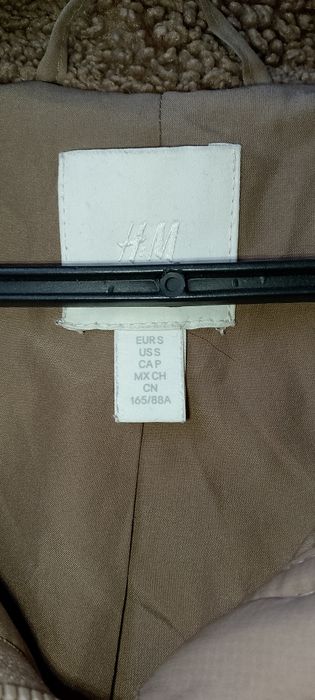 H&M
EUR S
US S
CA P
MX CH
CN
165/88A